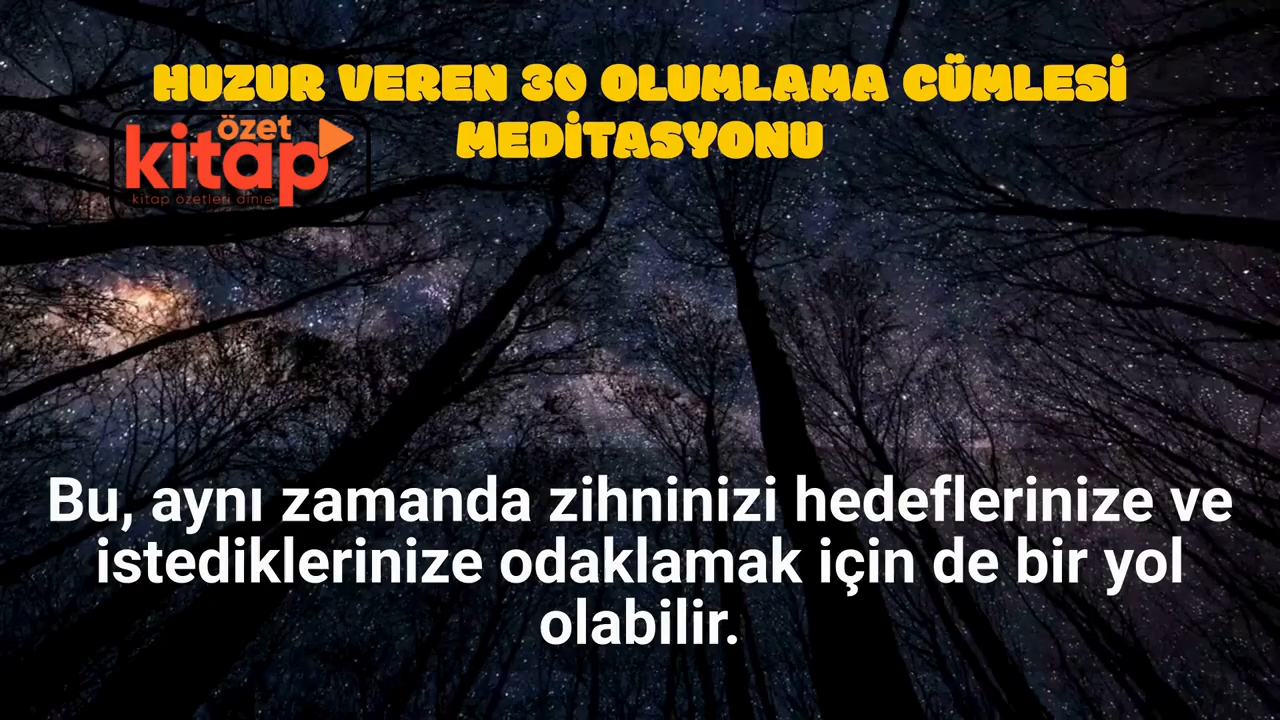 HUZUR VEREN 30 OLUMLAMA CÜMLESİ
MEDİTASYONU
özet
kitap
kitap özetleri dinle
Bu, aynı zamanda zihninizi hedeflerinize ve
istediklerinize odaklamak için de bir yol
olabilir.